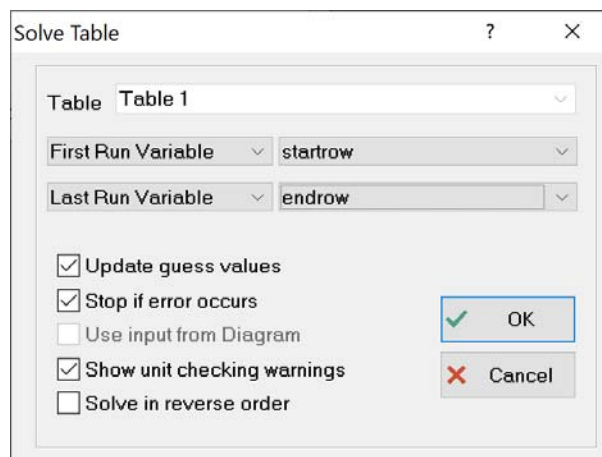 Solve Table ?
Table Table 1
First Run Variable startrow
Last Run Variable endrow
Update guess values
Stop if error occurs
Use input from Diagram
Show unit checking warnings
Solve in reverse order
OK
Cancel